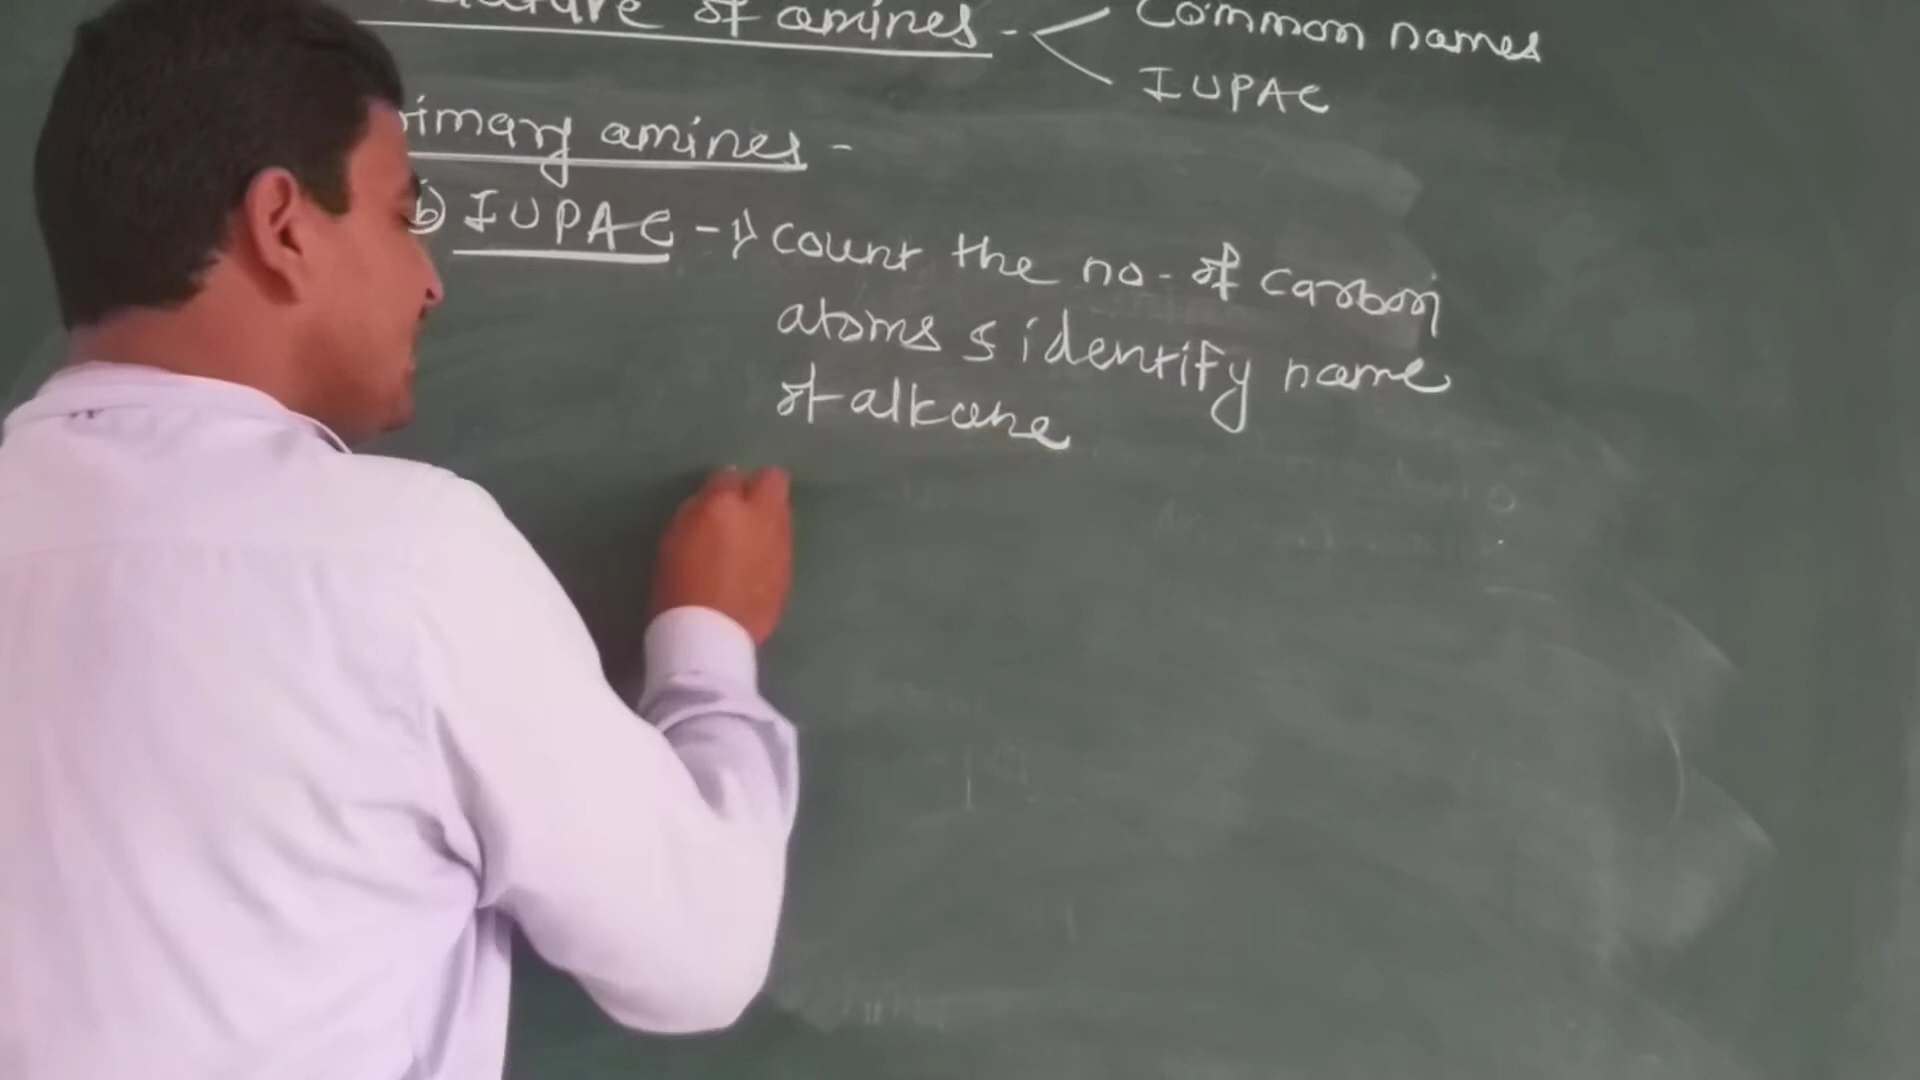 of amines - Common names
IUPAC
amines -
b) IUPAC - 1) Count the no. of Carbon
atoms & identify name
of alkane